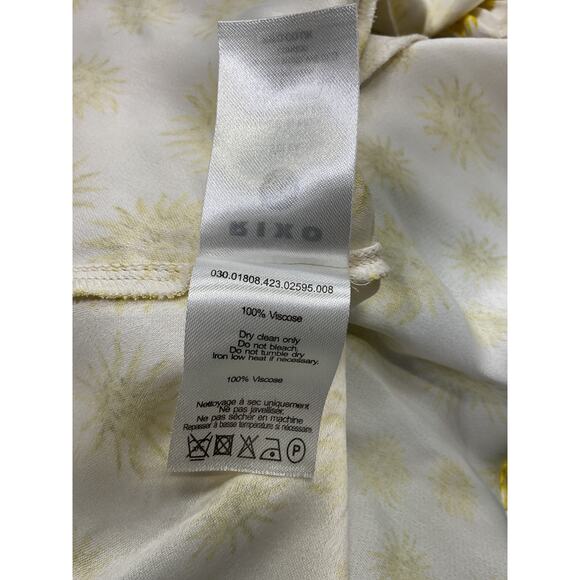 RIXO
030.01808.423.02595.008
100% Viscose
Dry clean only
Do not bleach.
Do not tumble dry
Iron low heat if necessary.
100% Viscose
Nettoyage à sec uniquement
Ne pas javelliser.
Ne pas sécher en machine
Repasser à basse température si nécessaire
P